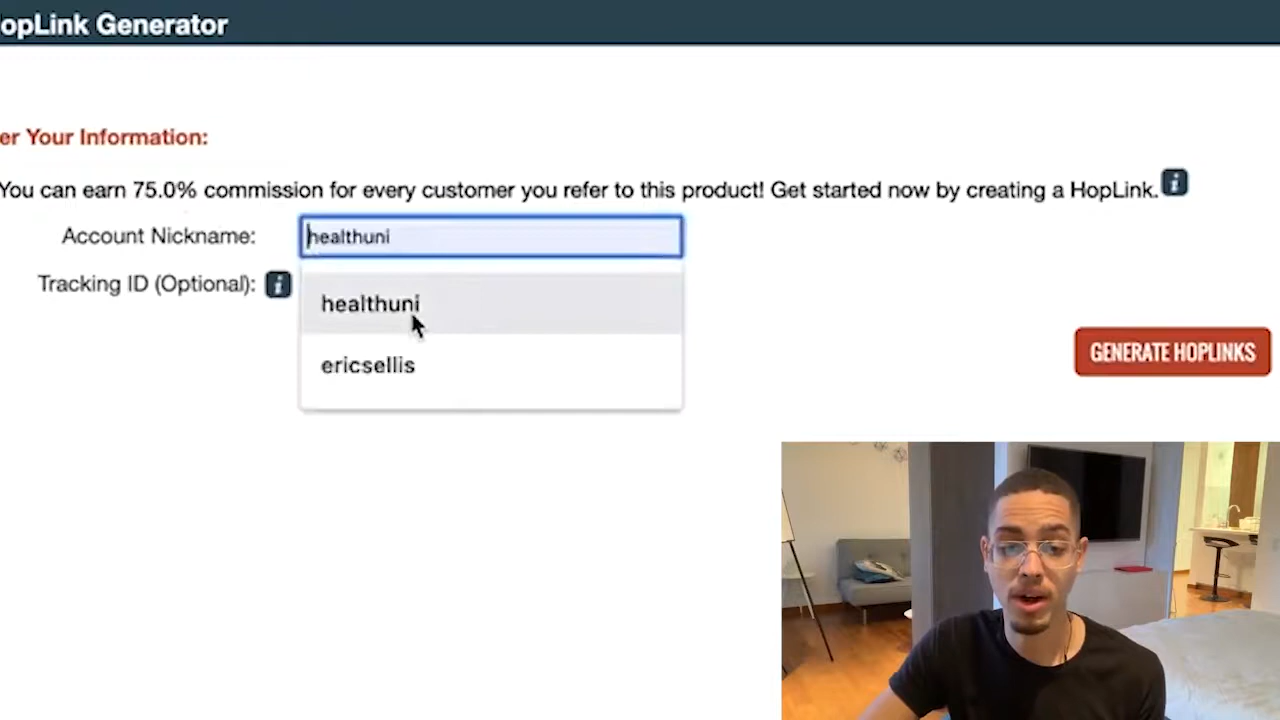 opLink Generator
er Your Information:
You can earn 75.0% commission for every customer you refer to this product! Get started now by creating a HopLink. i
Account Nickname: healthuni
Tracking ID (Optional): i
healthuni
ericsellis
GENERATE HOPLINKS